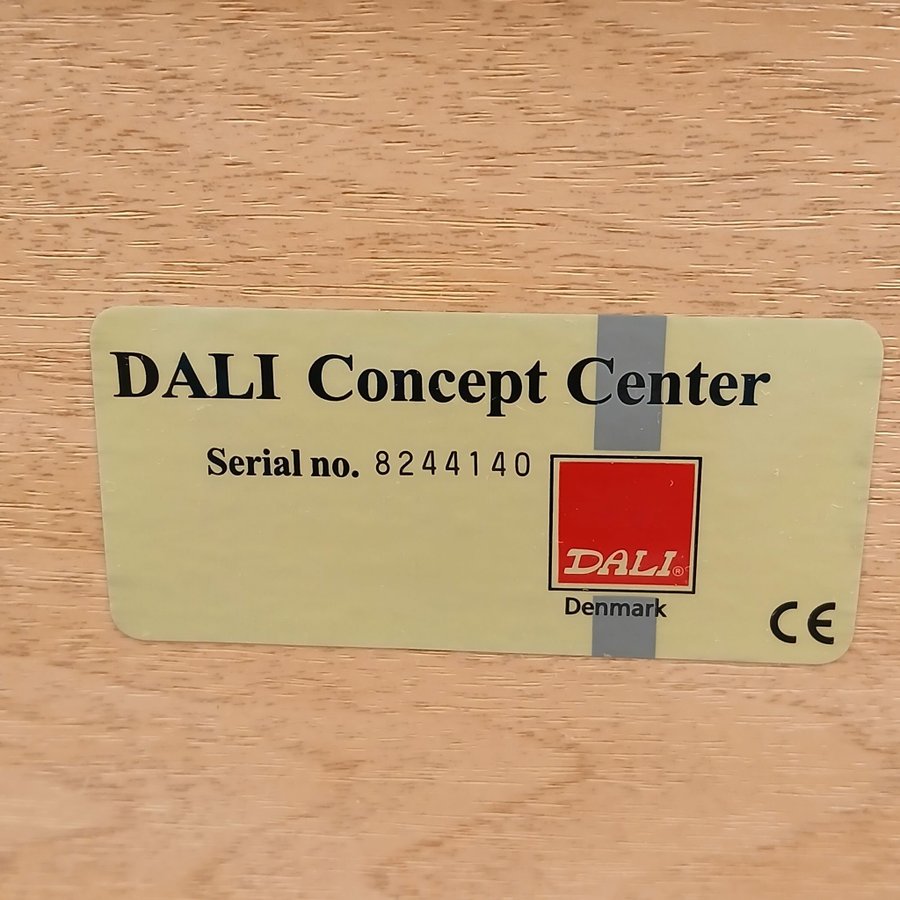 DALI Concept Center
Serial no. 8244140
DALI®
Denmark
CE